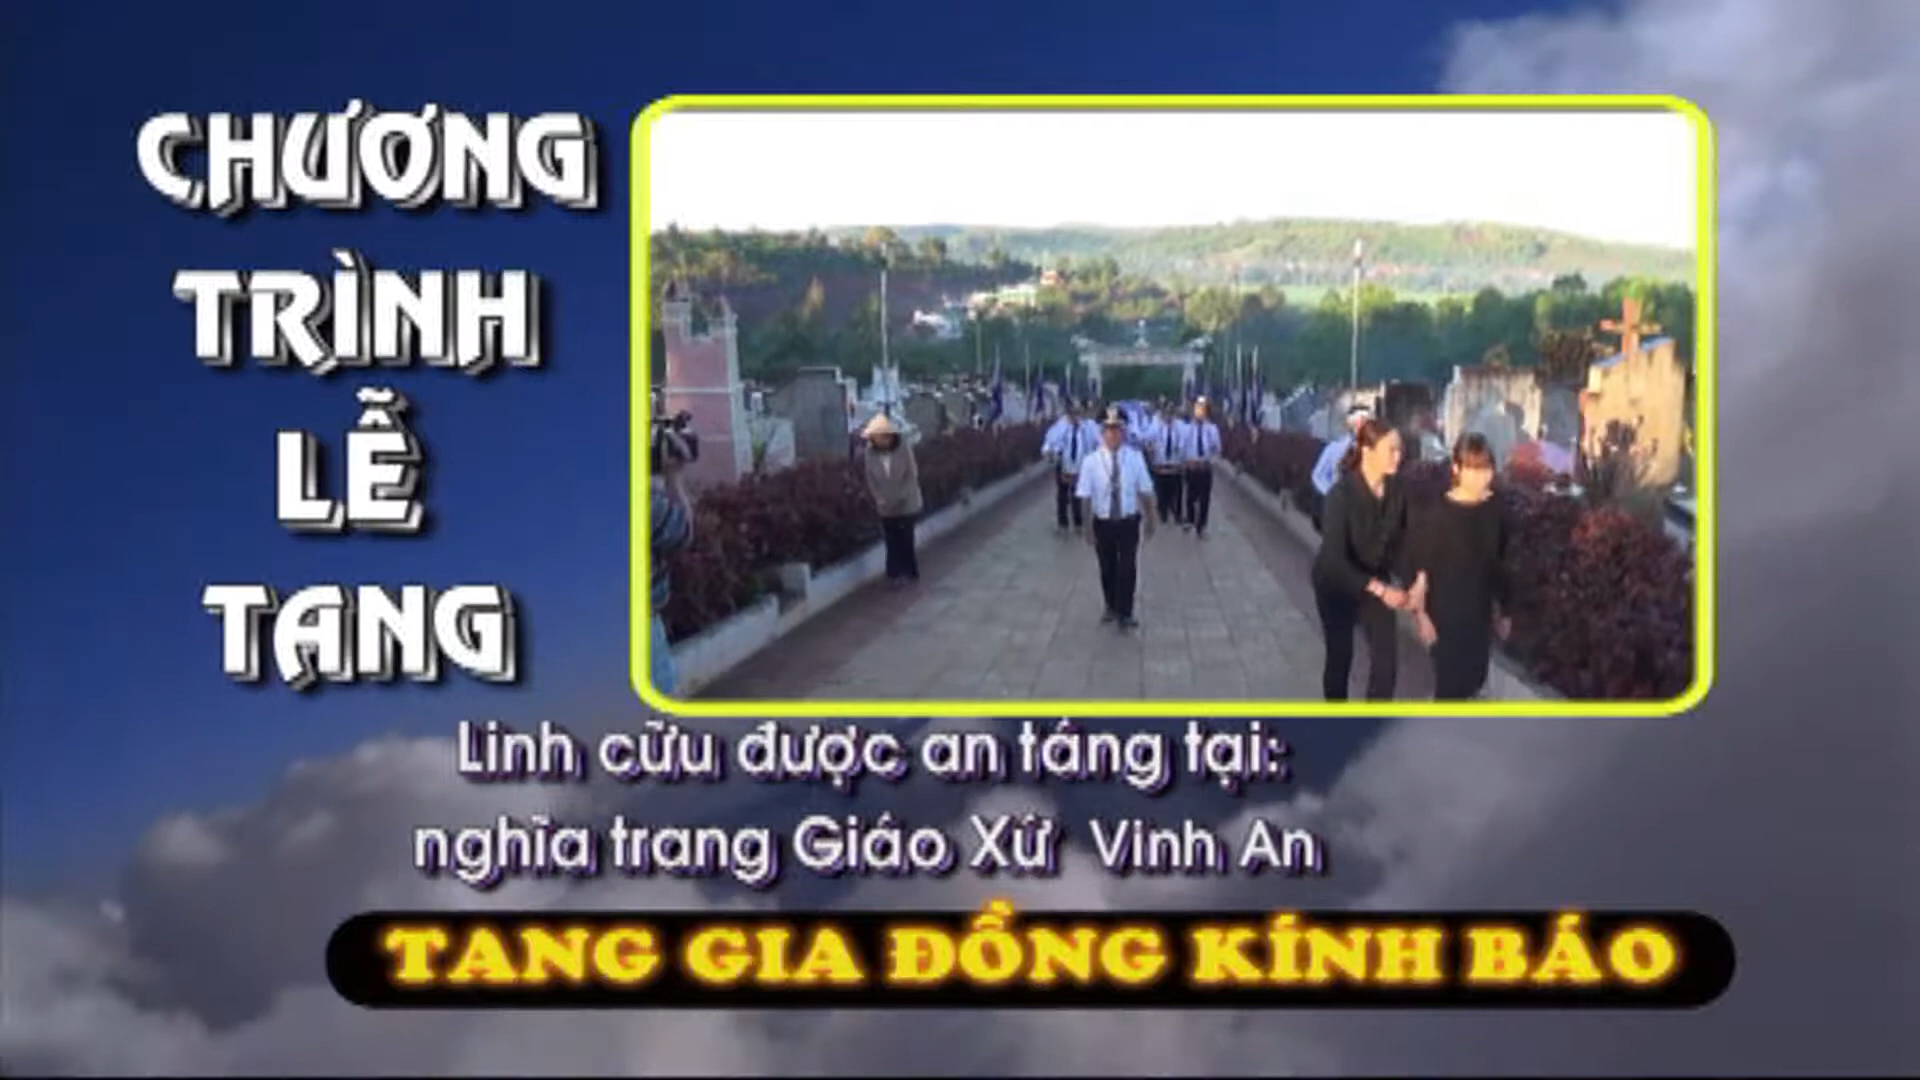 CHƯƠNG
TRÌNH
LỄ
TANG
Linh cữu được an táng tại:
nghĩa trang Giáo Xứ Vinh An
TANG GIA ĐỒNG KÍNH BÁO